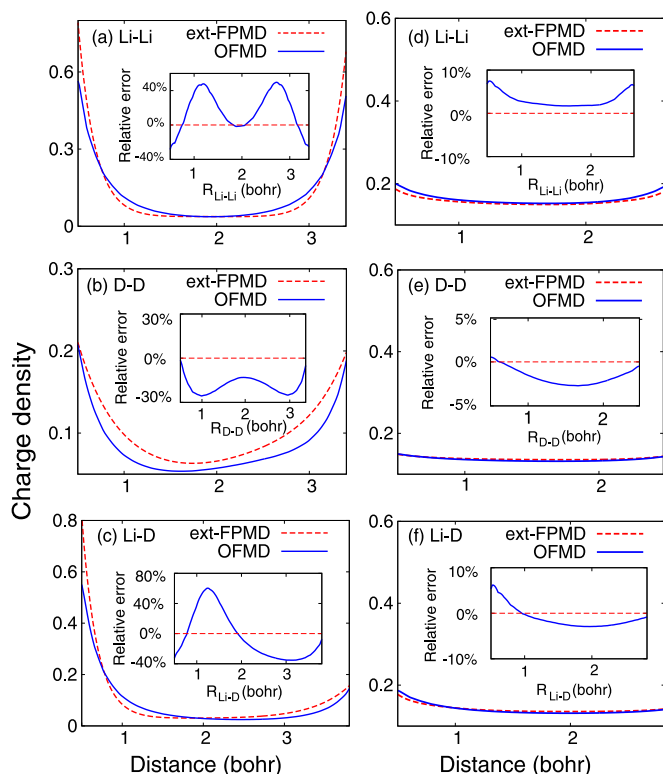 Charge density
(a) Li-Li
ext-FPMD
OFMD
0.6
0.3
0
Relative error
40%
0%
-40%
1
2
3
R Li-Li (bohr)
1
2
3
(d) Li-Li
ext-FPMD
OFMD
0.6
0.4
0.2
Relative error
10%
0%
-10%
1
2
R Li-Li (bohr)
1
2
(b) D-D
ext-FPMD
OFMD
0.3
0.2
0.1
Relative error
30%
0%
-30%
1
2
3
R D-D (bohr)
1
2
3
(e) D-D
ext-FPMD
OFMD
0.6
0.4
0.2
Relative error
5%
0%
-5%
1
2
R D-D (bohr)
1
2
(c) Li-D
ext-FPMD
OFMD
0.8
0.6
0.4
0.2
0
Relative error
80%
40%
0%
-40%
1
2
3
R Li-D (bohr)
1
2
3
Distance (bohr)
(f) Li-D
ext-FPMD
OFMD
0.6
0.4
0.2
Relative error
10%
0%
-10%
1
2
R Li-D (bohr)
1
2
Distance (bohr)